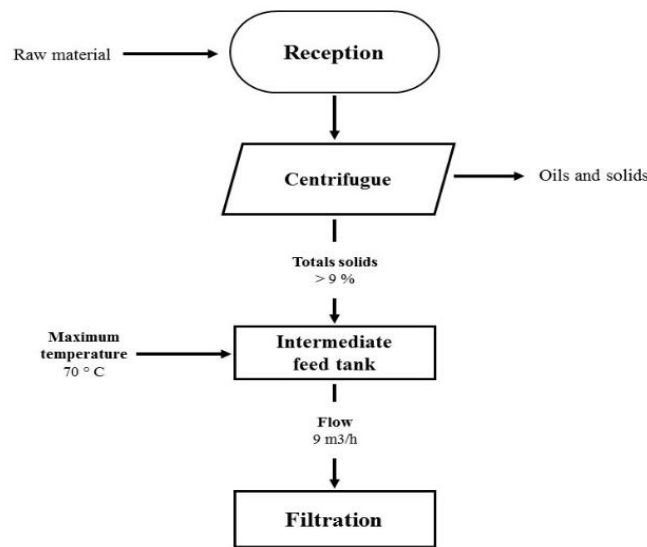 Reception
Raw material
Centrifugue
Oils and solids
Totals solids
> 9 %
Maximum
temperature
70 ° C
Intermediate
feed tank
Flow
9 m3/h
Filtration